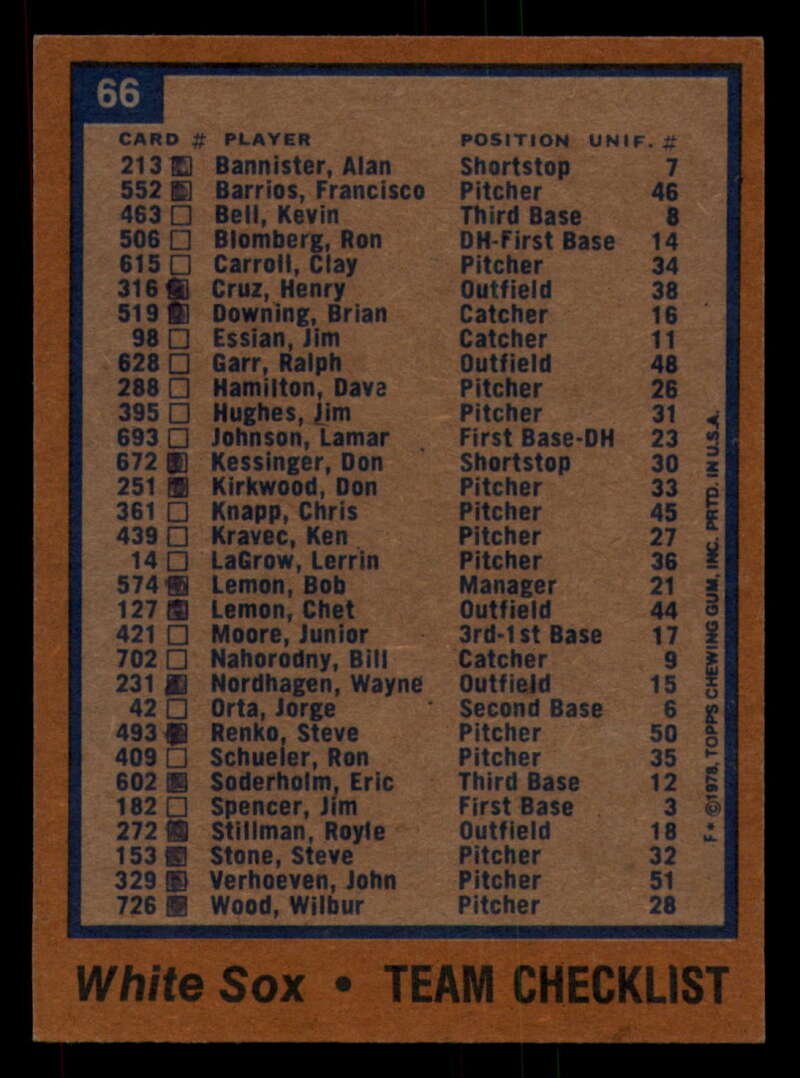 66
CARD # PLAYER POSITION UNIF. #
213 Bannister, Alan Shortstop 7
552 Barrios, Francisco Pitcher 46
463 Bell, Kevin Third Base 8
506 Blomberg, Ron DH-First Base 14
615 Carroll, Clay Pitcher 34
316 Cruz, Henry Outfield 38
519 Downing, Brian Catcher 16
98 Essian, Jim Catcher 11
628 Garr, Ralph Outfield 48
288 Hamilton, Dave Pitcher 26
395 Hughes, Jim Pitcher 31
693 Johnson, Lamar First Base-DH 23
672 Kessinger, Don Shortstop 30
251 Kirkwood, Don Pitcher 33
361 Knapp, Chris Pitcher 45
439 Kravec, Ken Pitcher 27
14 LaGrow, Lerrin Pitcher 36
574 Lemon, Bob Manager 21
127 Lemon, Chet Outfield 44
421 Moore, Junior 3rd-1st Base 17
702 Nahorodny, Bill Catcher 9
231 Nordhagen, Wayne Outfield 15
42 Orta, Jorge Second Base 6
493 Renko, Steve Pitcher 50
409 Schueler, Ron Pitcher 35
602 Soderholm, Eric Third Base 12
182 Spencer, Jim First Base 3
272 Stillman, Royle Outfield 18
153 Stone, Steve Pitcher 32
329 Verhoeven, John Pitcher 51
726 Wood, Wilbur Pitcher 28
F* ©1978, TOPPS CHEWING GUM, INC. PRTD. IN U.S.A.
White Sox • TEAM CHECKLIST